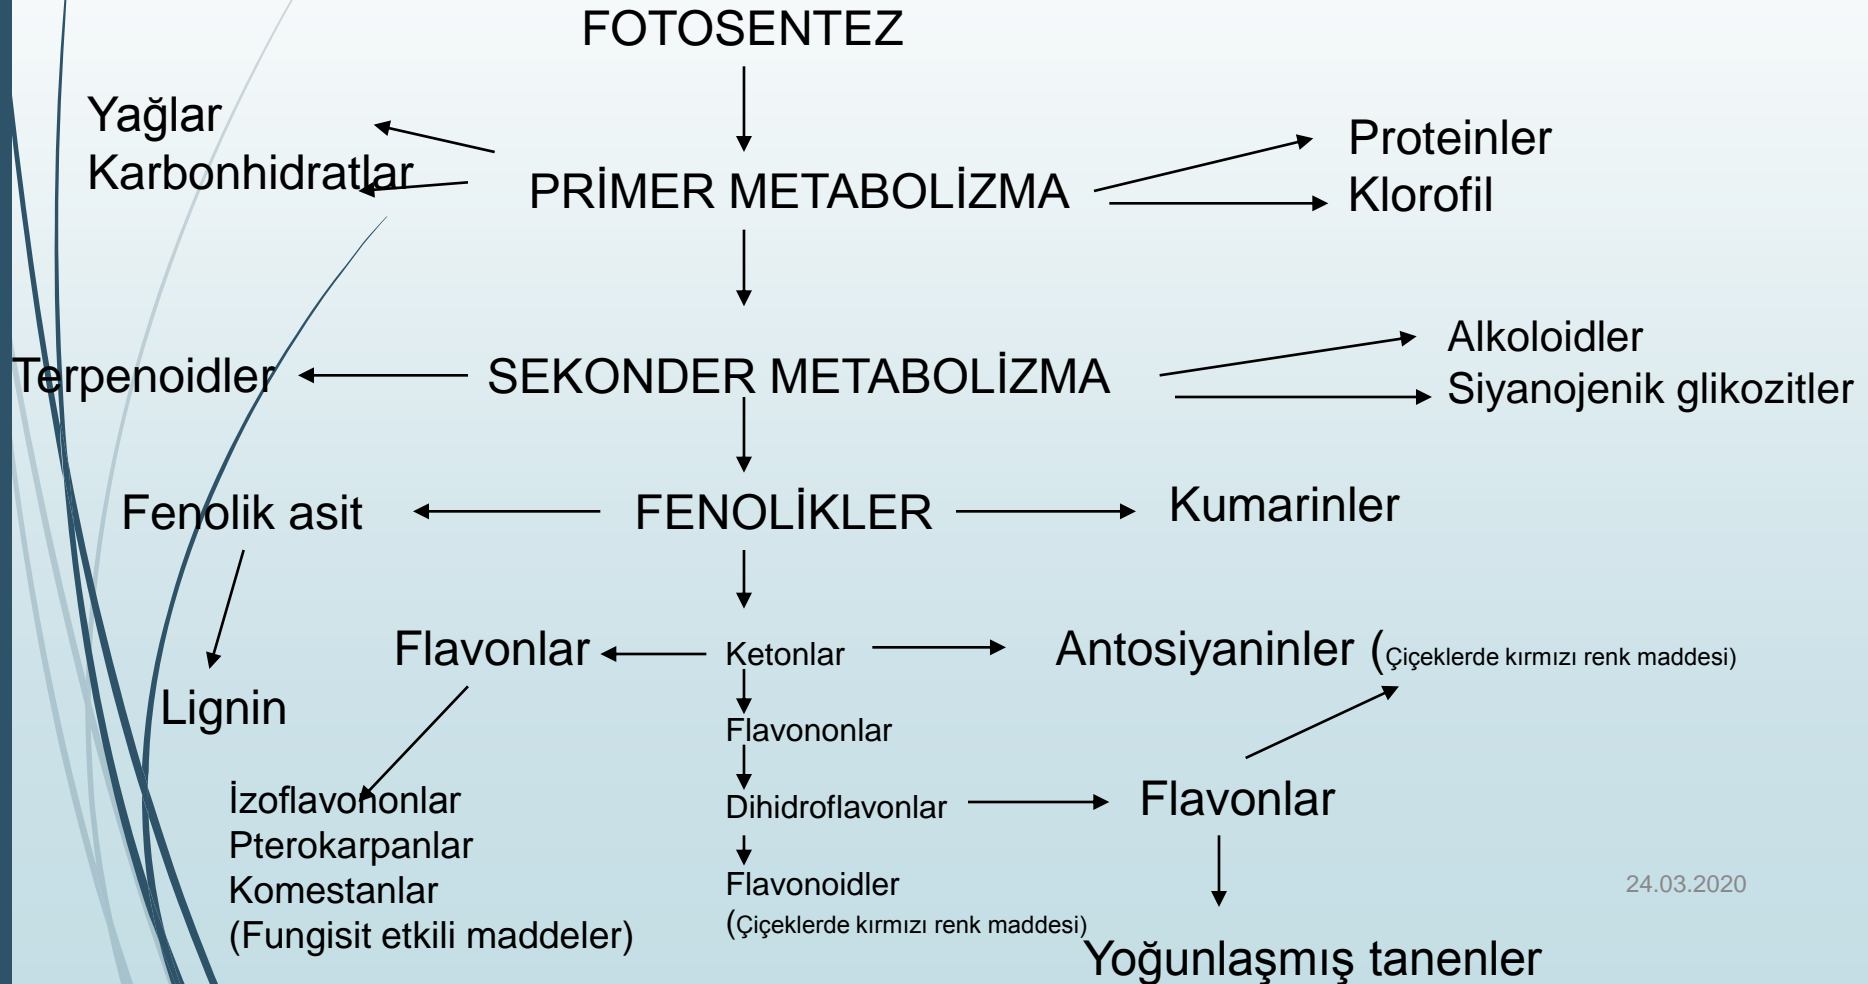 FOTOSENTEZ
Yağlar
Karbonhidratlar
PRİMER METABOLİZMA
Proteinler
Klorofil
Terpenoidler
SEKONDER METABOLİZMA
Alkoloidler
Siyanojenik glikozitler
Fenolik asit
FENOLİKLER
Kumarinler
Flavonlar
Ketonlar
Antosiyaninler (Çiçeklerde kırmızı renk maddesi)
Lignin
Flavononlar
İzoflavononlar
Pterokarpanlar
Komestanlar
(Fungisit etkili maddeler)
Dihidroflavonlar
Flavonlar
Flavonoidler
(Çiçeklerde kırmızı renk maddesi)
24.03.2020
Yoğunlaşmış tanenler